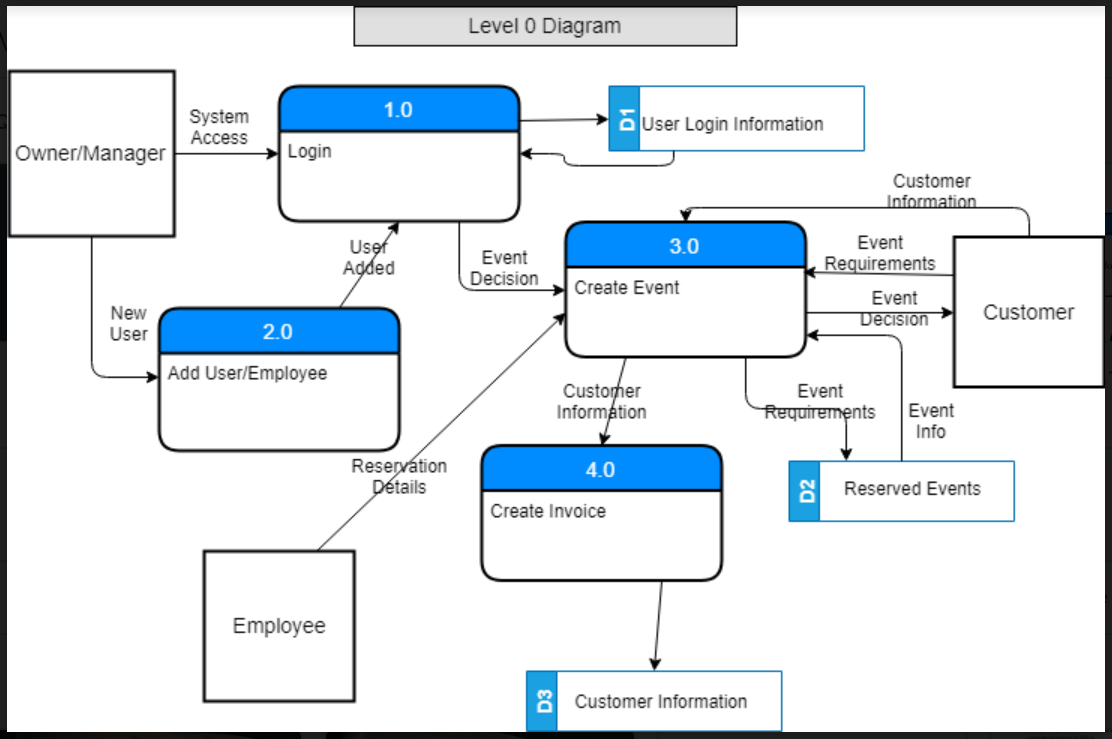 Level 0 Diagram
Owner/Manager
System
Access
1.0
Login
D1
User Login Information
Customer
Information
User
Added
Event
Decision
3.0
Create Event
Event
Requirements
Event
Decision
Customer
New
User
2.0
Add User/Employee
Customer
Information
Event
Requirements
Event
Info
Reservation
Details
4.0
Create Invoice
D2
Reserved Events
Employee
D3
Customer Information